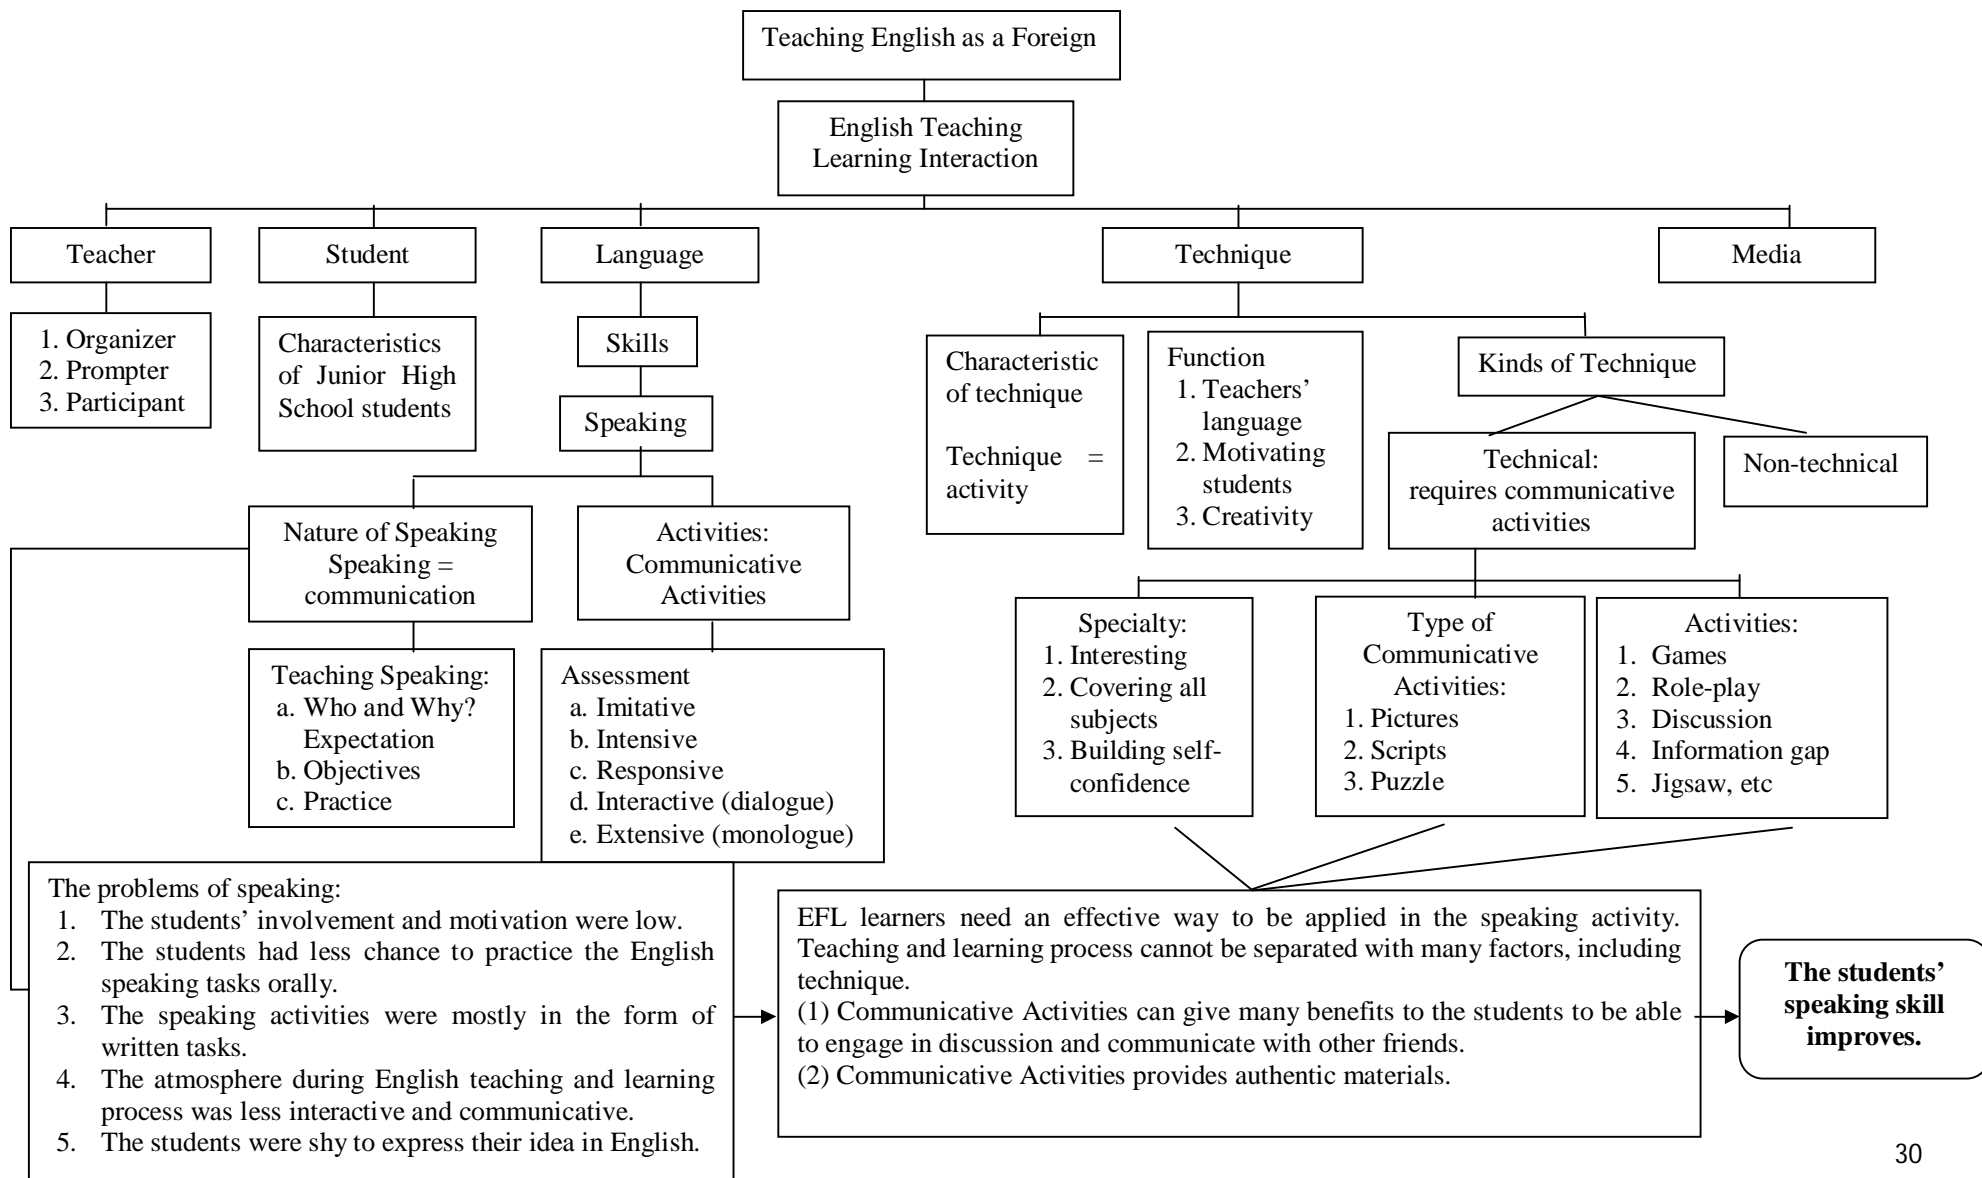 Teaching English as a Foreign
English Teaching
Learning Interaction
Teacher
Student
Language
Technique
Media
1. Organizer
2. Prompter
3. Participant
Characteristics
of Junior High
School students
Skills
Speaking
Characteristic
of technique
Technique =
activity
Function
1. Teachers’
language
2. Motivating
students
3. Creativity
Kinds of Technique
Technical:
requires communicative
activities
Non-technical
Nature of Speaking
Speaking =
communication
Activities:
Communicative
Activities
Teaching Speaking:
a. Who and Why?
Expectation
b. Objectives
c. Practice
Assessment
a. Imitative
b. Intensive
c. Responsive
d. Interactive (dialogue)
e. Extensive (monologue)
Specialty:
1. Interesting
2. Covering all
subjects
3. Building self-
confidence
Type of
Communicative
Activities:
1. Pictures
2. Scripts
3. Puzzle
Activities:
1. Games
2. Role-play
3. Discussion
4. Information gap
5. Jigsaw, etc
The problems of speaking:
1. The students’ involvement and motivation were low.
2. The students had less chance to practice the English
speaking tasks orally.
3. The speaking activities were mostly in the form of
written tasks.
4. The atmosphere during English teaching and learning
process was less interactive and communicative.
5. The students were shy to express their idea in English.
EFL learners need an effective way to be applied in the speaking activity.
Teaching and learning process cannot be separated with many factors, including
technique.
(1) Communicative Activities can give many benefits to the students to be able
to engage in discussion and communicate with other friends.
(2) Communicative Activities provides authentic materials.
The students’
speaking skill
improves.
30